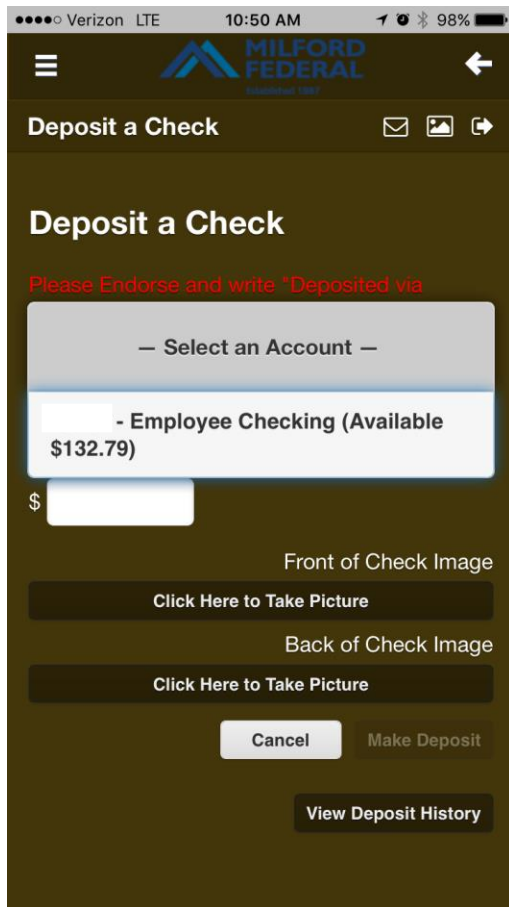 Verizon LTE 10:50 AM 98%
MILFORD
FEDERAL
Established 1887
Deposit a Check
Deposit a Check
Please Endorse and write "Deposited via
— Select an Account —
- Employee Checking (Available
$132.79)
$
Front of Check Image
Click Here to Take Picture
Back of Check Image
Click Here to Take Picture
Cancel Make Deposit
View Deposit History